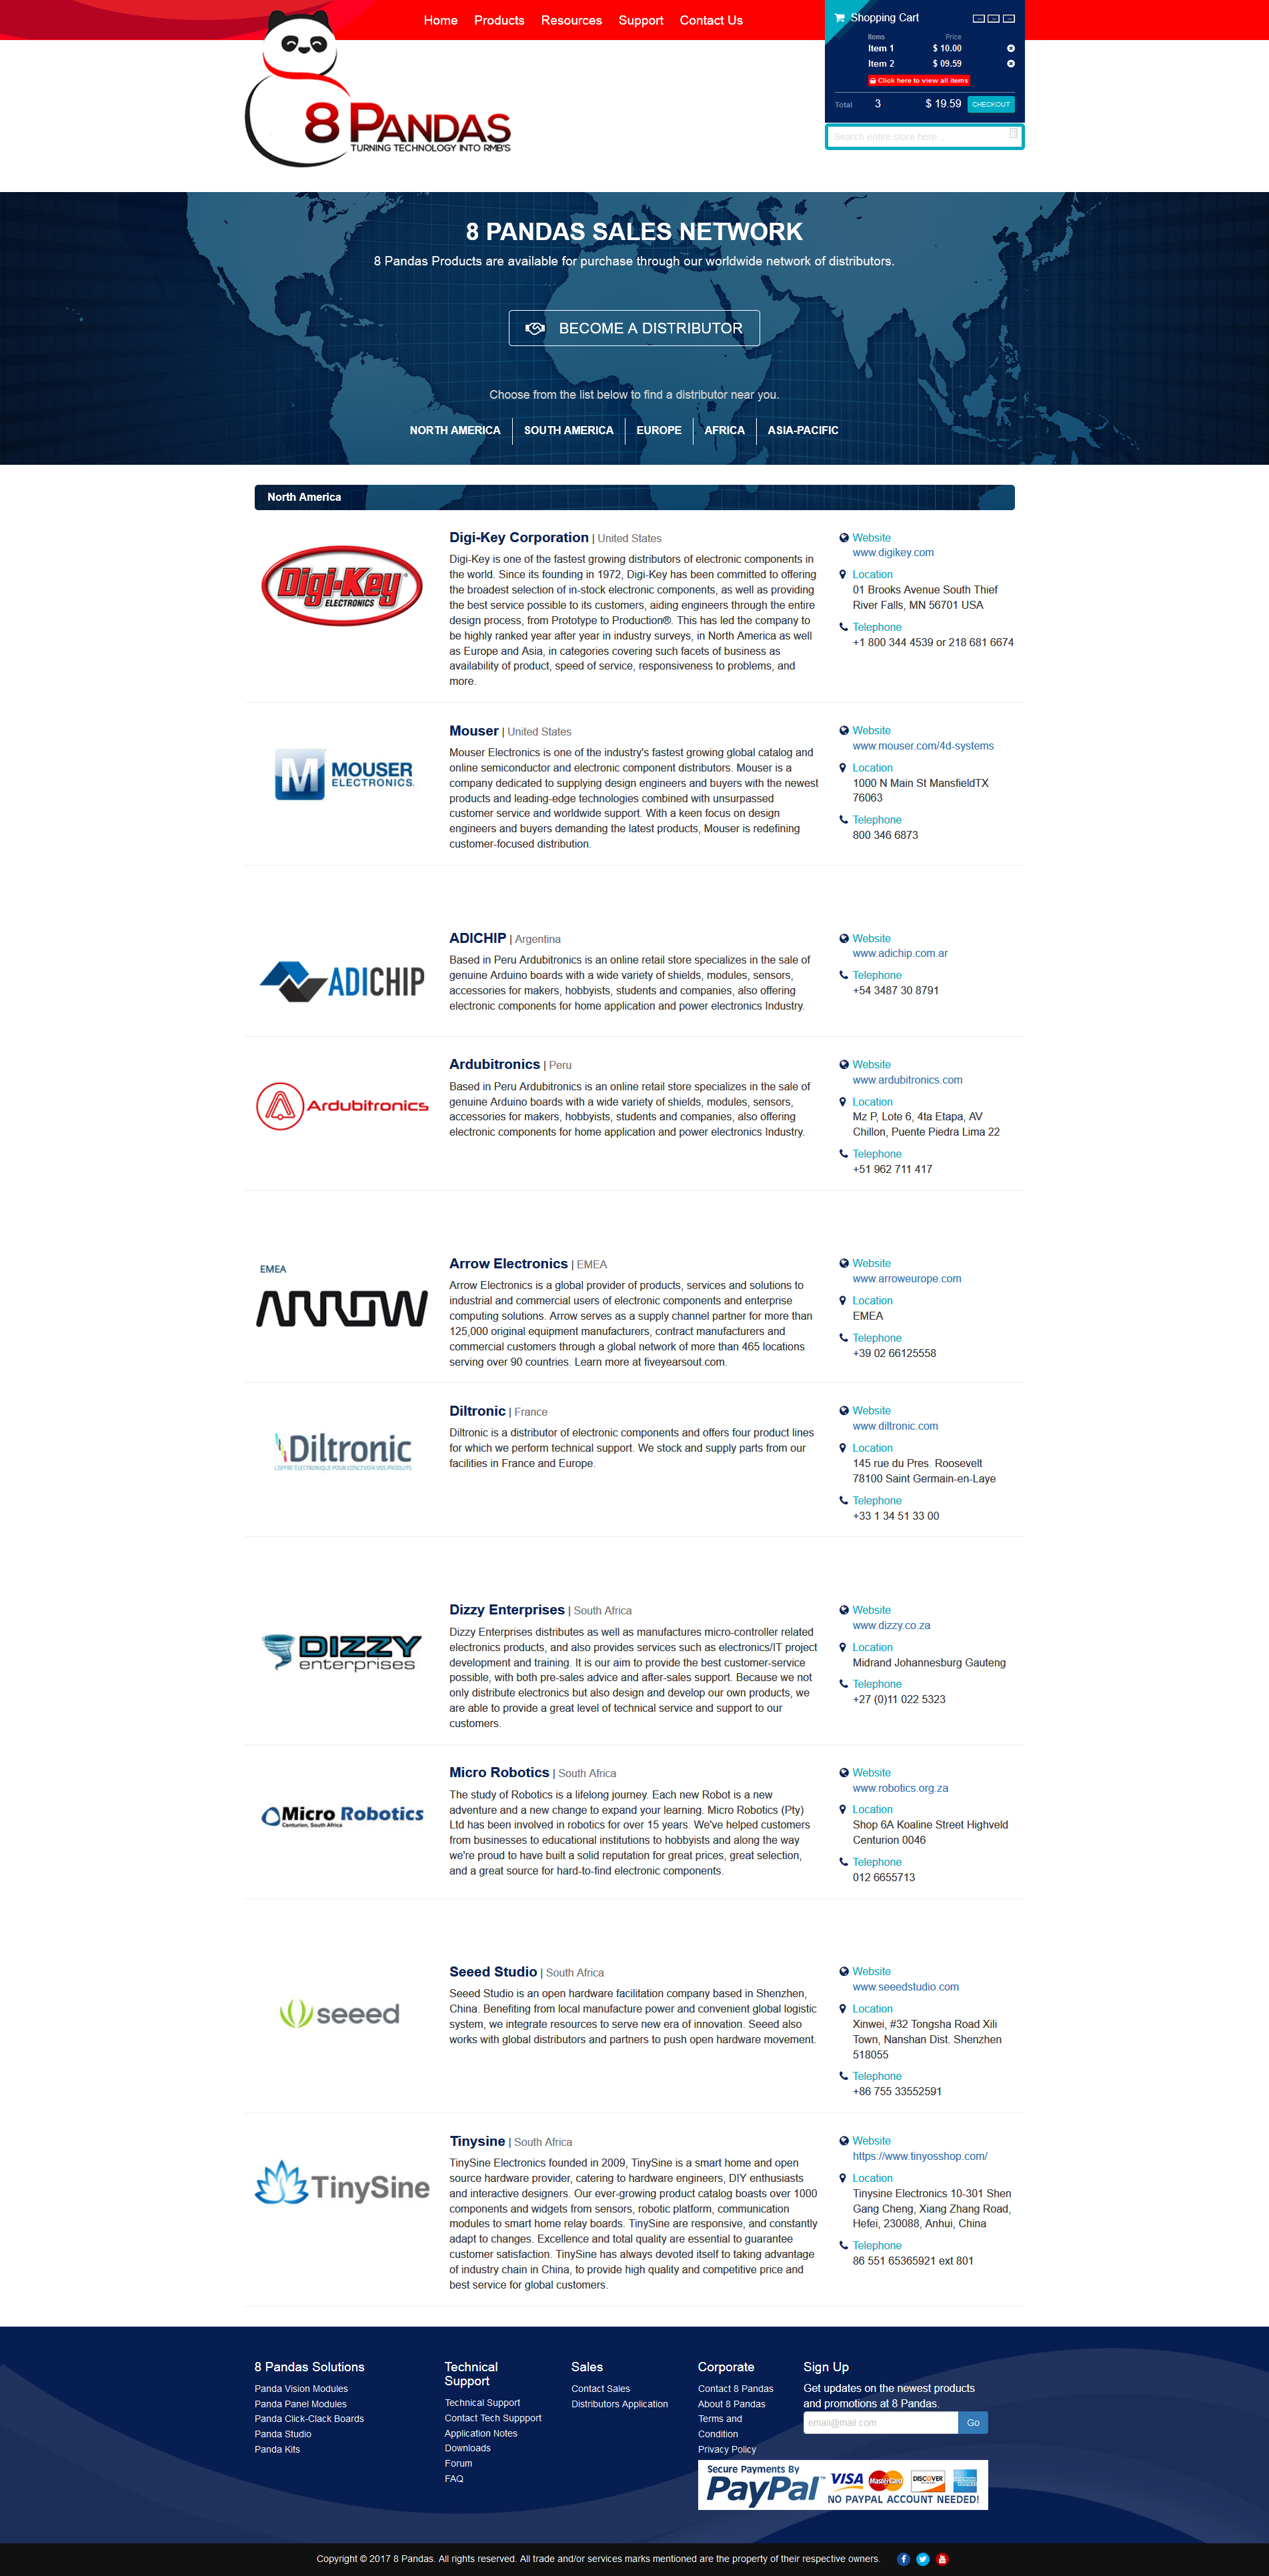 Home Products Resources Support Contact Us
Shopping Cart
Items Price
Item 1 $ 10.00
Item 2 $ 09.59
Click here to view all items
Total 3 $ 19.59 CHECKOUT
Search entire store here
8 PANDAS
TURNING TECHNOLOGY INTO RMB'S
8 PANDAS SALES NETWORK
8 Pandas Products are available for purchase through our worldwide network of distributors.
BECOME A DISTRIBUTOR
Choose from the list below to find a distributor near you.
NORTH AMERICA SOUTH AMERICA EUROPE AFRICA ASIA-PACIFIC
North America
Digi-Key
ELECTRONICS
Digi-Key Corporation | United States
Digi-Key is one of the fastest growing distributors of electronic components in
the world. Since its founding in 1972, Digi-Key has been committed to offering
the broadest selection of in-stock electronic components, as well as providing
the best service possible to its customers, aiding engineers through the entire
design process, from Prototype to Production®. This has led the company to
be highly ranked year after year in industry surveys, in North America as well
as Europe and Asia, in categories covering such facets of business as
availability of product, speed of service, responsiveness to problems, and
more.
Website
www.digikey.com
Location
01 Brooks Avenue South Thief
River Falls, MN 56701 USA
Telephone
+1 800 344 4539 or 218 681 6674
M MOUSER
ELECTRONICS
Mouser | United States
Mouser Electronics is one of the industry's fastest growing global catalog and
online semiconductor and electronic component distributors. Mouser is a
company dedicated to supplying design engineers and buyers with the newest
products and leading-edge technologies combined with unsurpassed
customer service and worldwide support. With a keen focus on design
engineers and buyers demanding the latest products, Mouser is redefining
customer-focused distribution.
Website
www.mouser.com/4d-systems
Location
1000 N Main St MansfieldTX
76063
Telephone
800 346 6873
ADICHIP
ADICHIP | Argentina
Based in Peru Ardubitronics is an online retail store specializes in the sale of
genuine Arduino boards with a wide variety of shields, modules, sensors,
accessories for makers, hobbyists, students and companies, also offering
electronic components for home application and power electronics Industry.
Website
www.adichip.com.ar
Telephone
+54 3487 30 8791
Ardubitronics
Ardubitronics | Peru
Based in Peru Ardubitronics is an online retail store specializes in the sale of
genuine Arduino boards with a wide variety of shields, modules, sensors,
accessories for makers, hobbyists, students and companies, also offering
electronic components for home application and power electronics Industry.
Website
www.ardubitronics.com
Location
Mz P, Lote 6, 4ta Etapa, AV
Chillon, Puente Piedra Lima 22
Telephone
+51 962 711 417
EMEA
ARROW
Arrow Electronics | EMEA
Arrow Electronics is a global provider of products, services and solutions to
industrial and commercial users of electronic components and enterprise
computing solutions. Arrow serves as a supply channel partner for more than
125,000 original equipment manufacturers, contract manufacturers and
commercial customers through a global network of more than 465 locations
serving over 90 countries. Learn more at fiveyearsout.com.
Website
www.arroweurope.com
Location
EMEA
Telephone
+39 02 66125558
Diltronic
L'OFFRE ELECTRONIQUE POUR CONCEVOIR VOS PRODUITS
Diltronic | France
Diltronic is a distributor of electronic components and offers four product lines
for which we perform technical support. We stock and supply parts from our
facilities in France and Europe.
Website
www.diltronic.com
Location
145 rue du Pres. Roosevelt
78100 Saint Germain-en-Laye
Telephone
+33 1 34 51 33 00
DIZZY
enterprises
Dizzy Enterprises | South Africa
Dizzy Enterprises distributes as well as manufactures micro-controller related
electronics products, and also provides services such as electronics/IT project
development and training. It is our aim to provide the best customer-service
possible, with both pre-sales advice and after-sales support. Because we not
only distribute electronics but also design and develop our own products, we
are able to provide a great level of technical service and support to our
customers.
Website
www.dizzy.co.za
Location
Midrand Johannesburg Gauteng
Telephone
+27 (0)11 022 5323
Micro Robotics
Centurion, South Africa
Micro Robotics | South Africa
The study of Robotics is a lifelong journey. Each new Robot is a new
adventure and a new change to expand your learning. Micro Robotics (Pty)
Ltd has been involved in robotics for over 15 years. We've helped customers
from businesses to educational institutions to hobbyists and along the way
we're proud to have built a solid reputation for great prices, great selection,
and a great source for hard-to-find electronic components.
Website
www.robotics.org.za
Location
Shop 6A Koaline Street Highveld
Centurion 0046
Telephone
012 6655713
seeed
Seeed Studio | South Africa
Seeed Studio is an open hardware facilitation company based in Shenzhen,
China. Benefiting from local manufacture power and convenient global logistic
system, we integrate resources to serve new era of innovation. Seeed also
works with global distributors and partners to push open hardware movement.
Website
www.seeedstudio.com
Location
Xinwei, #32 Tongsha Road Xili
Town, Nanshan Dist. Shenzhen
518055
Telephone
+86 755 33552591
TinySine
Tinysine | South Africa
TinySine Electronics founded in 2009, TinySine is a smart home and open
source hardware provider, catering to hardware engineers, DIY enthusiasts
and interactive designers. Our ever-growing product catalog boasts over 1000
components and widgets from sensors, robotic platform, communication
modules to smart home relay boards. TinySine are responsive, and constantly
adapt to changes. Excellence and total quality are essential to guarantee
customer satisfaction. TinySine has always devoted itself to taking advantage
of industry chain in China, to provide high quality and competitive price and
best service for global customers.
Website
https://www.tinyosshop.com/
Location
Tinysine Electronics 10-301 Shen
Gang Cheng, Xiang Zhang Road,
Hefei, 230088, Anhui, China
Telephone
86 551 65365921 ext 801
8 Pandas Solutions
Panda Vision Modules
Panda Panel Modules
Panda Click-Clack Boards
Panda Studio
Panda Kits
Technical
Support
Technical Support
Contact Tech Suppport
Application Notes
Downloads
Forum
FAQ
Sales
Contact Sales
Distributors Application
Corporate
Contact 8 Pandas
About 8 Pandas
Terms and
Condition
Privacy Policy
Sign Up
Get updates on the newest products
and promotions at 8 Pandas.
email@mail.com Go
Secure Payments By
PayPal VISA MasterCard DISCOVER
NO PAYPAL ACCOUNT NEEDED!
Copyright © 2017 8 Pandas. All rights reserved. All trade and/or services marks mentioned are the property of their respective owners.